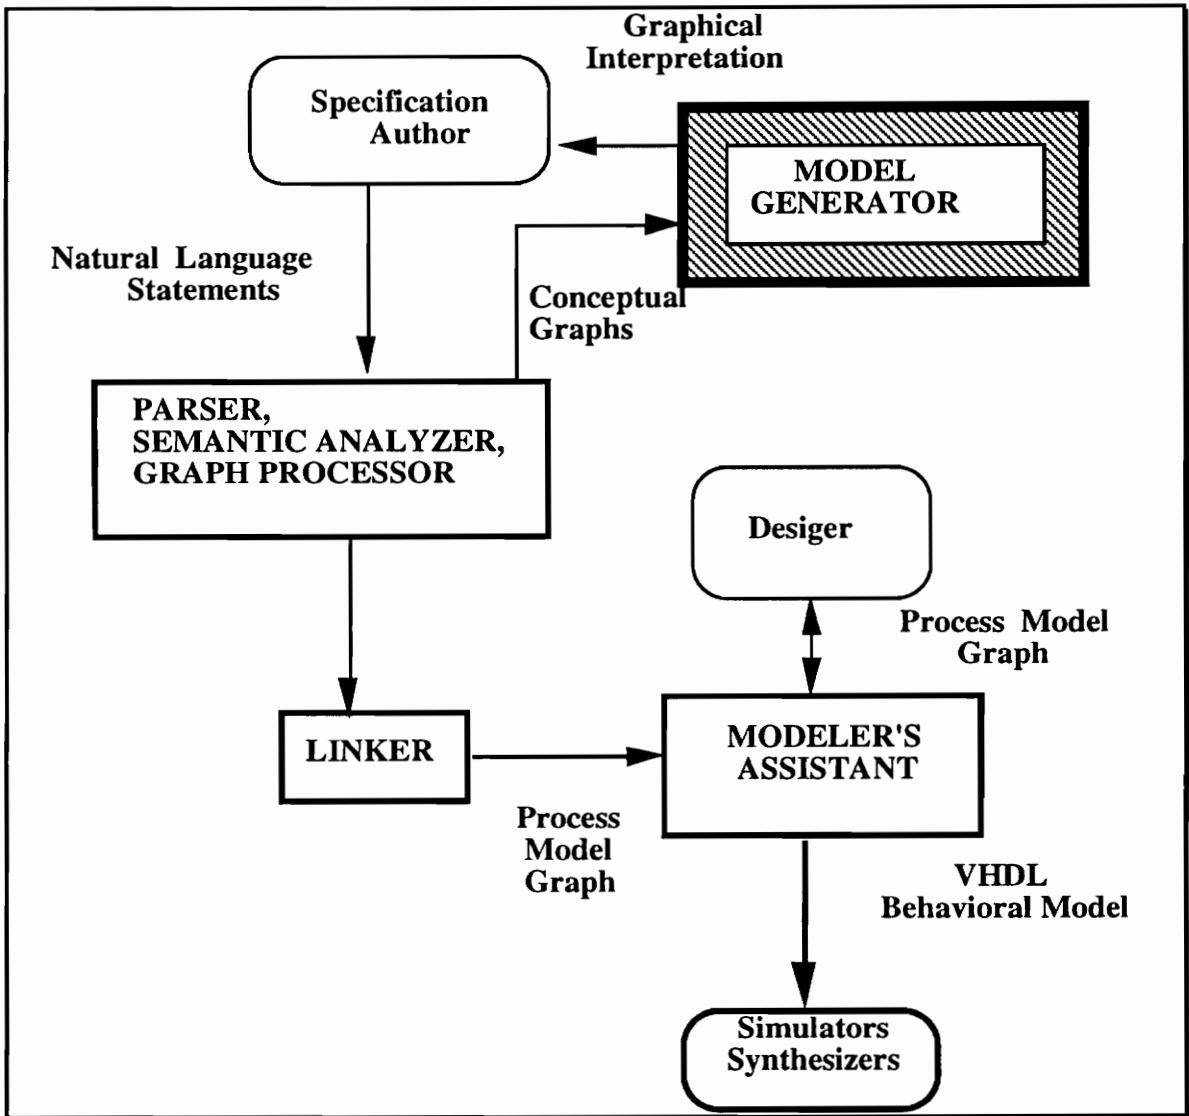 Graphical
Interpretation
Specification
Author
MODEL
GENERATOR
Natural Language
Statements
Conceptual
Graphs
PARSER,
SEMANTIC ANALYZER,
GRAPH PROCESSOR
Desiger
Process Model
Graph
LINKER
MODELER'S
ASSISTANT
Process
Model
Graph
VHDL
Behavioral Model
Simulators
Synthesizers